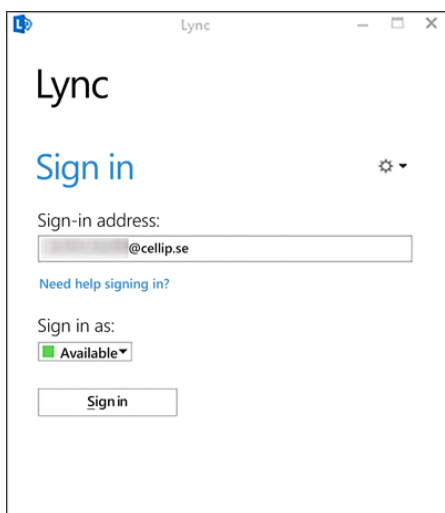 Lync
Lync
Sign in
Sign-in address:
@cellip.se
Need help signing in?
Sign in as:
Available
Sign in